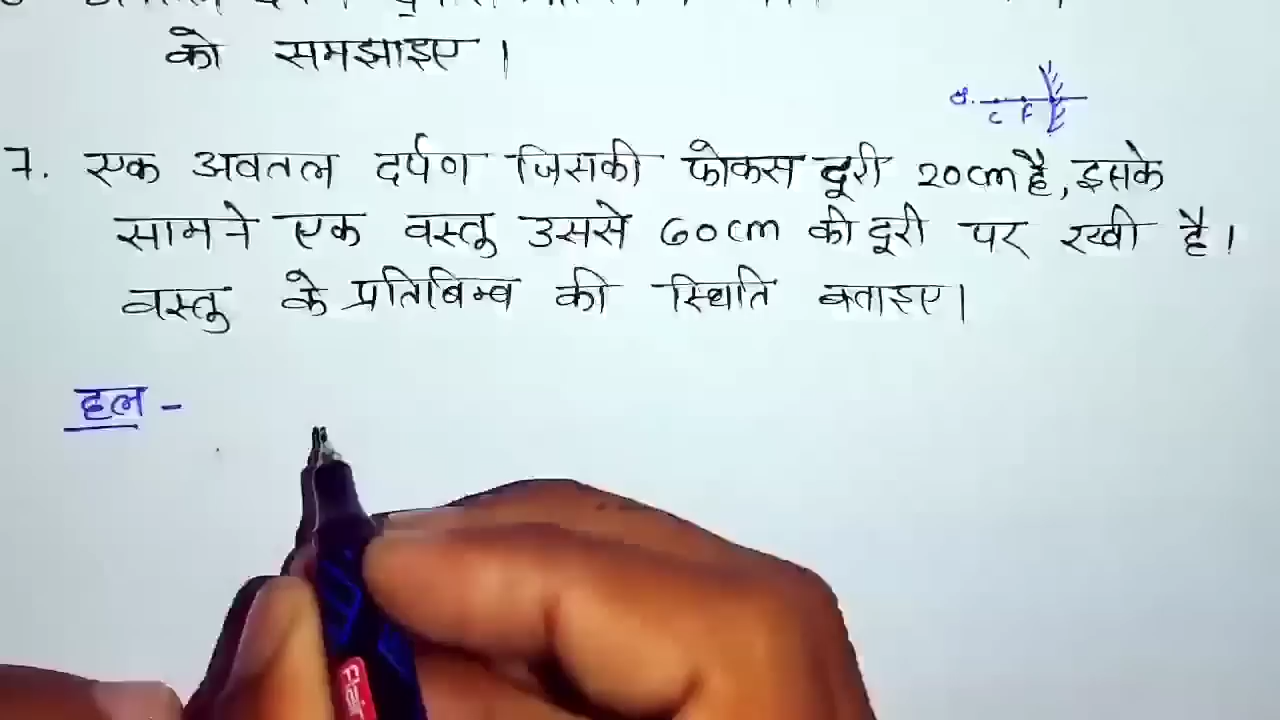 को समझाइए।
C F
7. एक अवतल दर्पण जिसकी फोकस दूरी 20cm है, इसके
सामने एक वस्तु उससे 60cm की दूरी पर रखी है।
वस्तु के प्रतिबिम्ब की स्थिति बताइए।
हल -
Flair